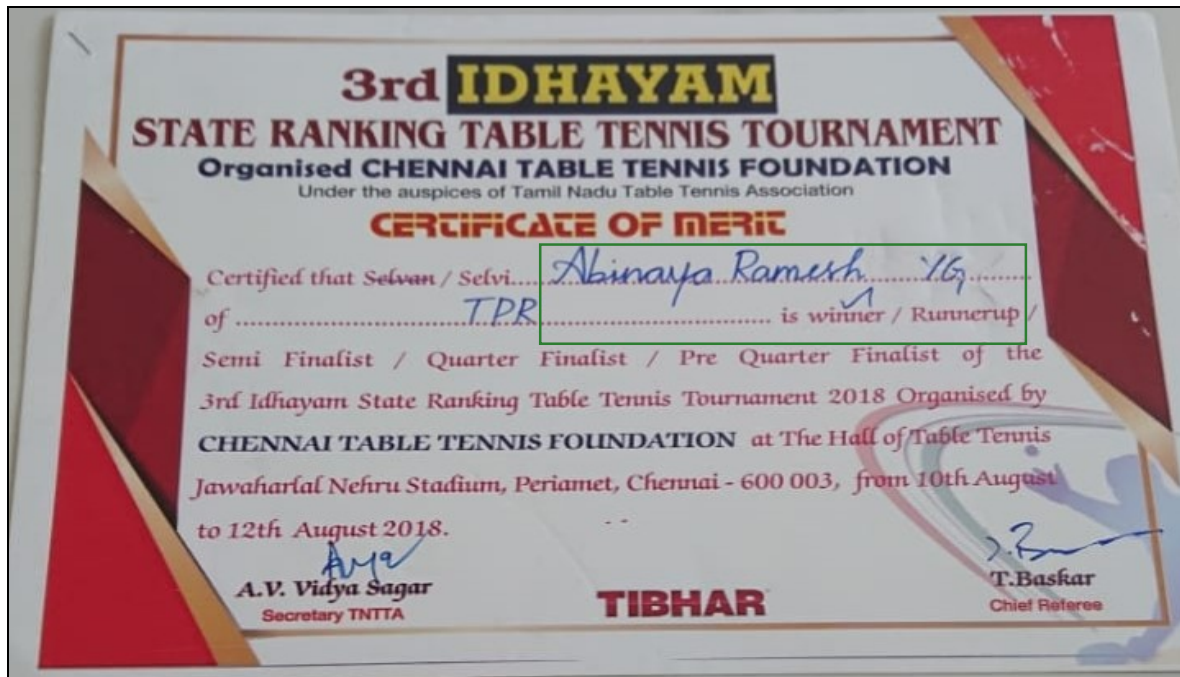 3rd IDHAYAM
STATE RANKING TABLE TENNIS TOURNAMENT
Organised CHENNAI TABLE TENNIS FOUNDATION
Under the auspices of Tamil Nadu Table Tennis Association
CERTIFICATE OF MERIT
Certified that Selvan / Selvi..... Abinaya Ramesh ...... YG .........
of .................................. TPR ................................. is winner / Runnerup /
Semi Finalist / Quarter Finalist / Pre Quarter Finalist of the
3rd Idhayam State Ranking Table Tennis Tournament 2018 Organised by
CHENNAI TABLE TENNIS FOUNDATION at The Hall of Table Tennis
Jawaharlal Nehru Stadium, Periamet, Chennai - 600 003, from 10th August
to 12th August 2018.
A.V. Vidya Sagar
Secretary TNTTA
TIBHAR
T.Baskar
Chief Referee